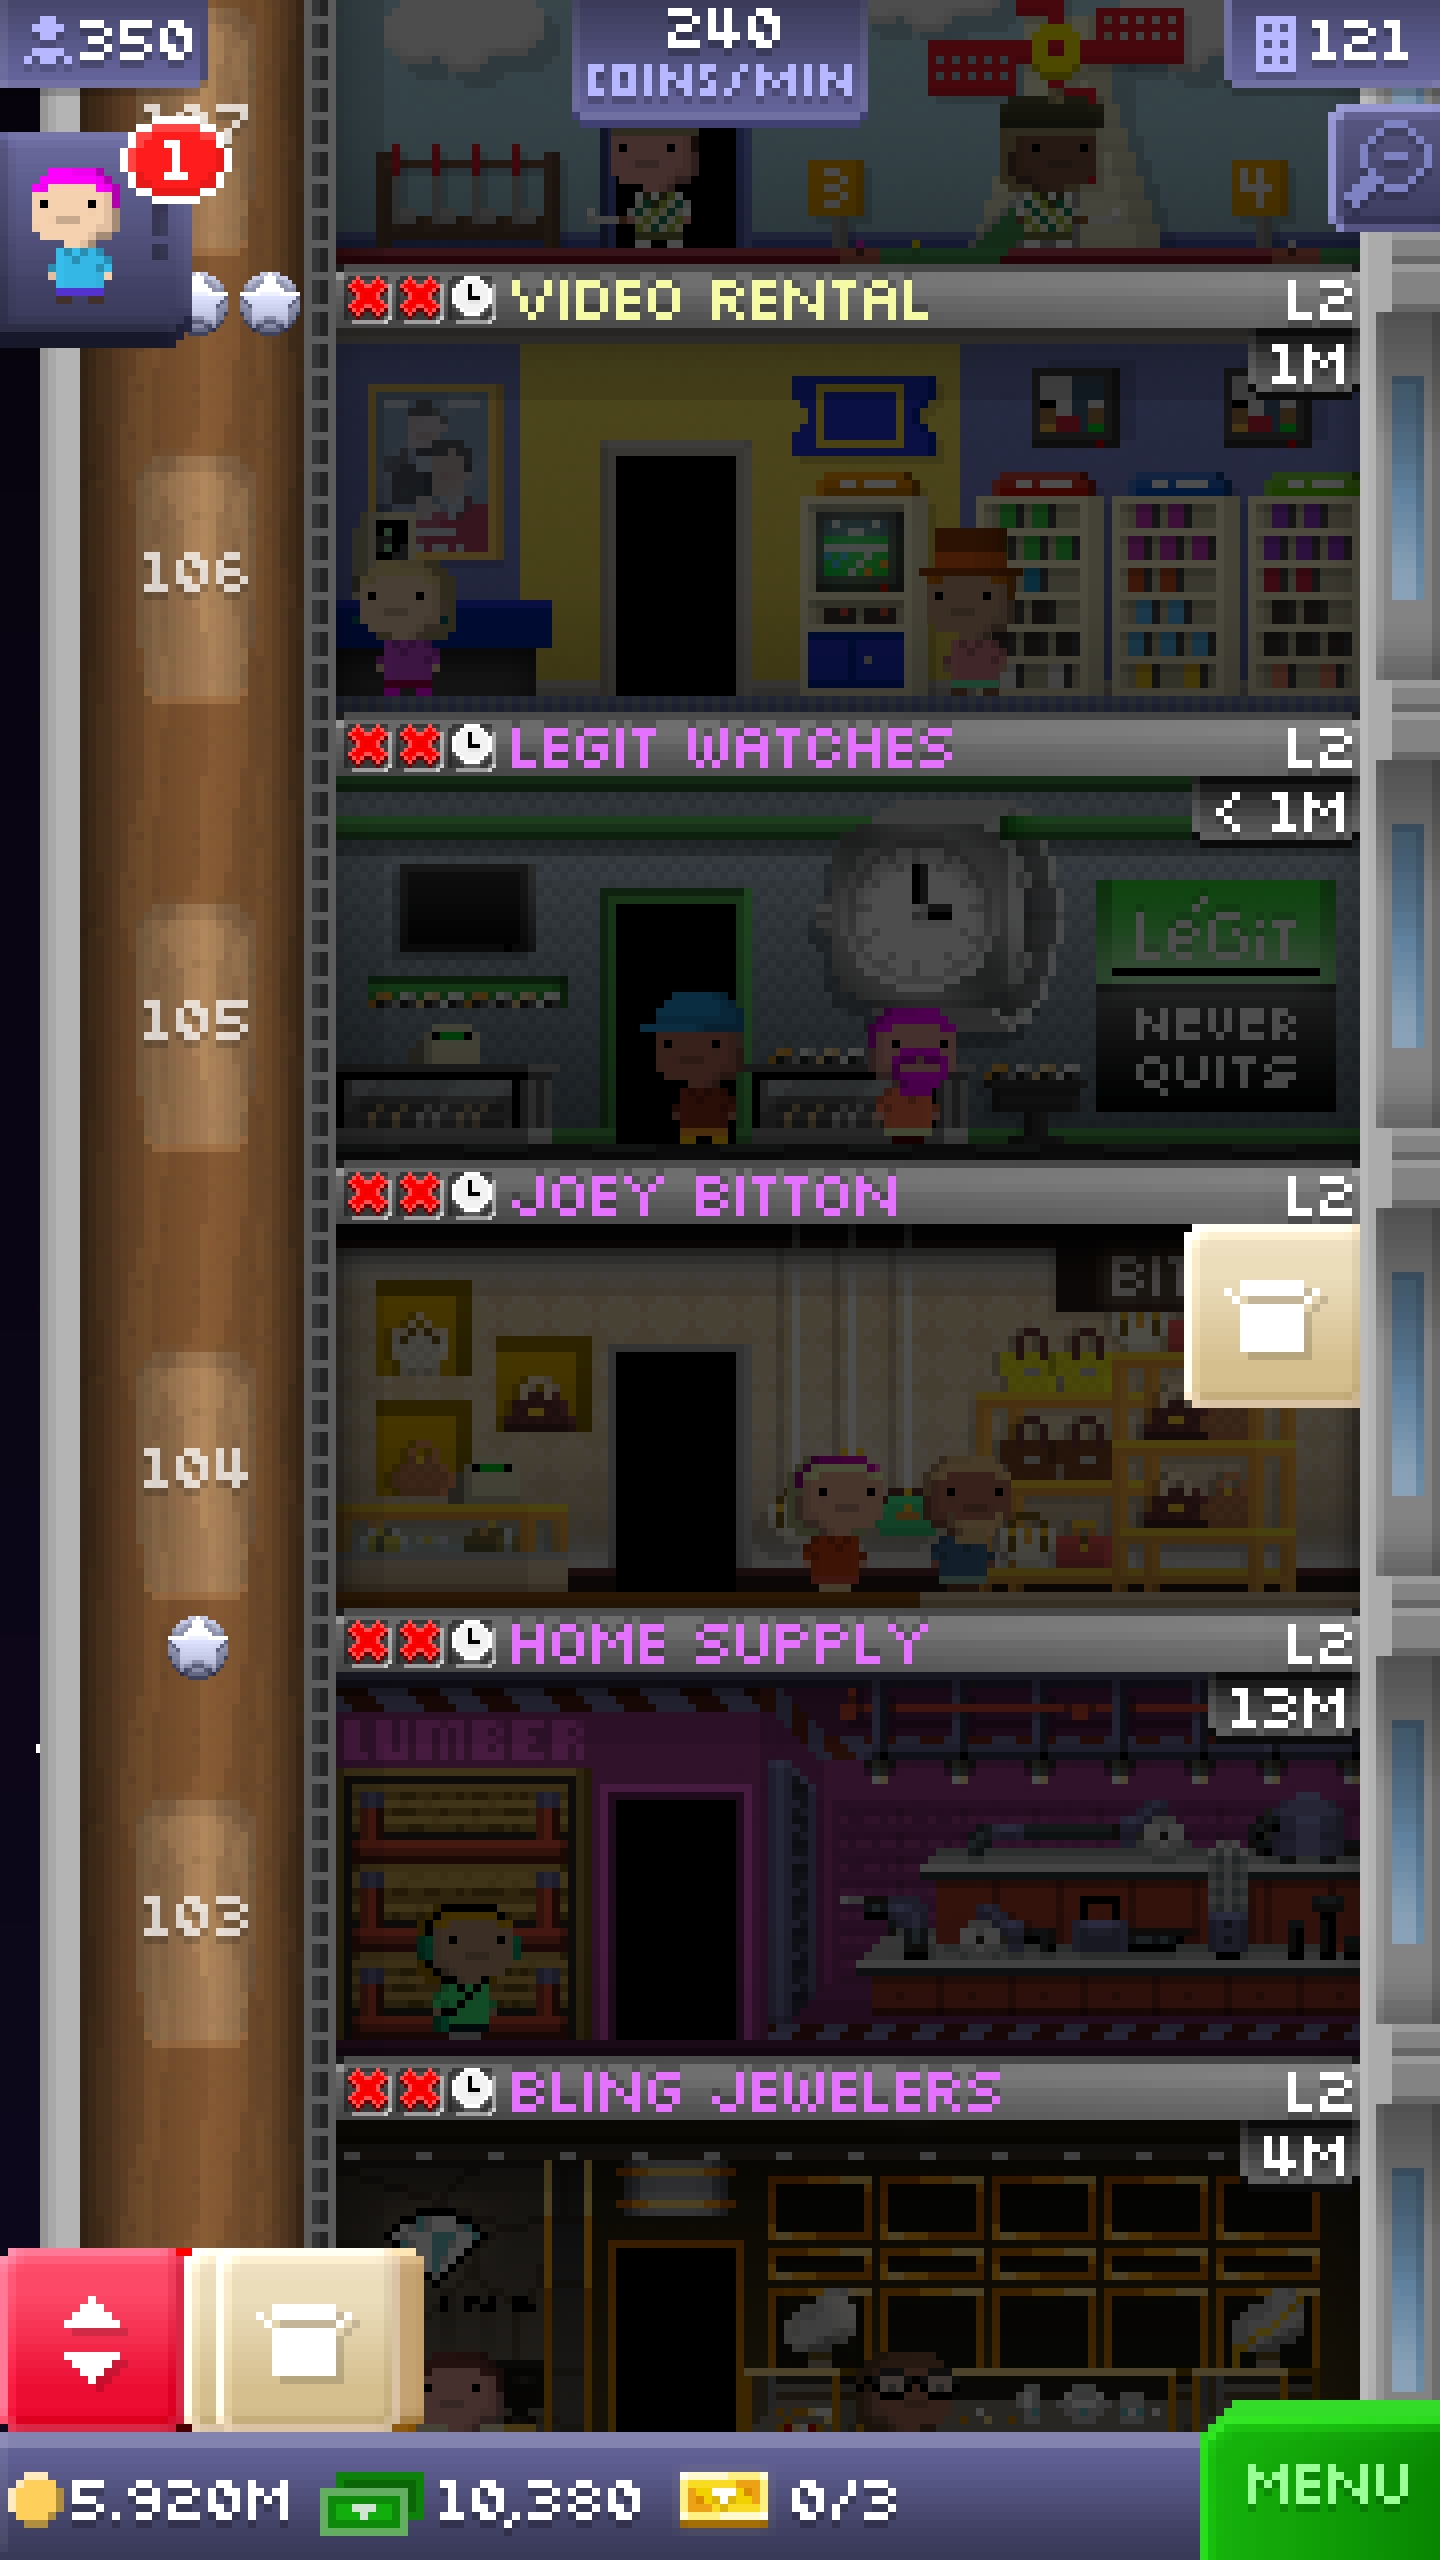 350
240
COINS/MIN
121
1
3
4
VIDEO RENTAL
L2
1M
106
LEGIT WATCHES
L2
< 1M
LéGiT
NEVER
QUITS
105
JOEY BITTON
L2
104
HOME SUPPLY
L2
13M
LUMBER
103
BLING JEWELERS
L2
4M
5.920M
10,380
0/3
MENU